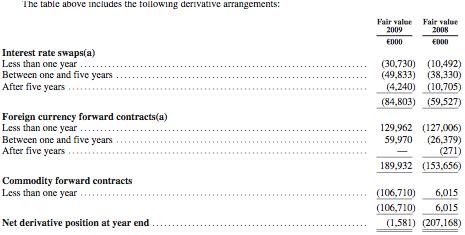 The table above includes the following derivative arrangements:
Fair value 2009 Fair value 2008
€000 €000
Interest rate swaps(a)
Less than one year (30,730) (10,492)
Between one and five years (49,833) (38,330)
After five years (4,240) (10,705)
(84,803) (59,527)
Foreign currency forward contracts(a)
Less than one year 129,962 (127,006)
Between one and five years 59,970 (26,379)
After five years — (271)
189,932 (153,656)
Commodity forward contracts
Less than one year (106,710) 6,015
(106,710) 6,015
Net derivative position at year end (1,581) (207,168)